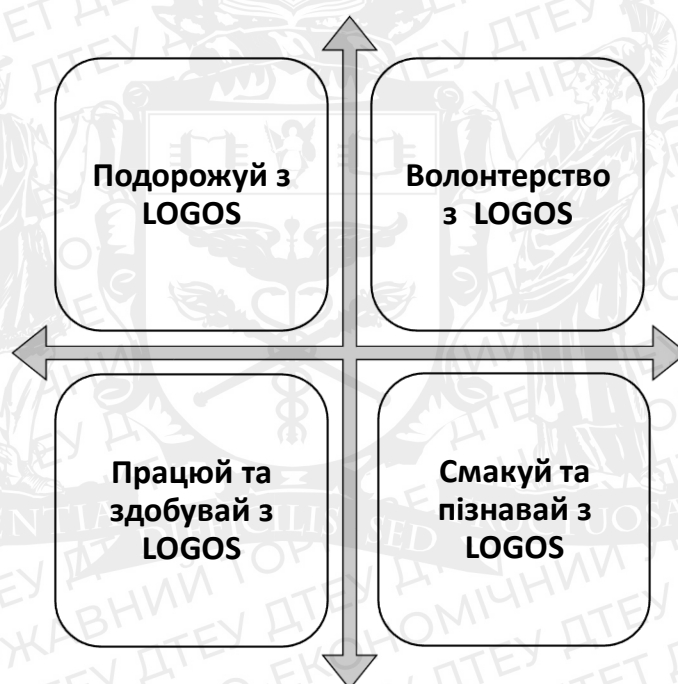 Подорожуй з
LOGOS
Волонтерство
з LOGOS
Працюй та
здобувай з
LOGOS
Смакуй та
пізнавай з
LOGOS